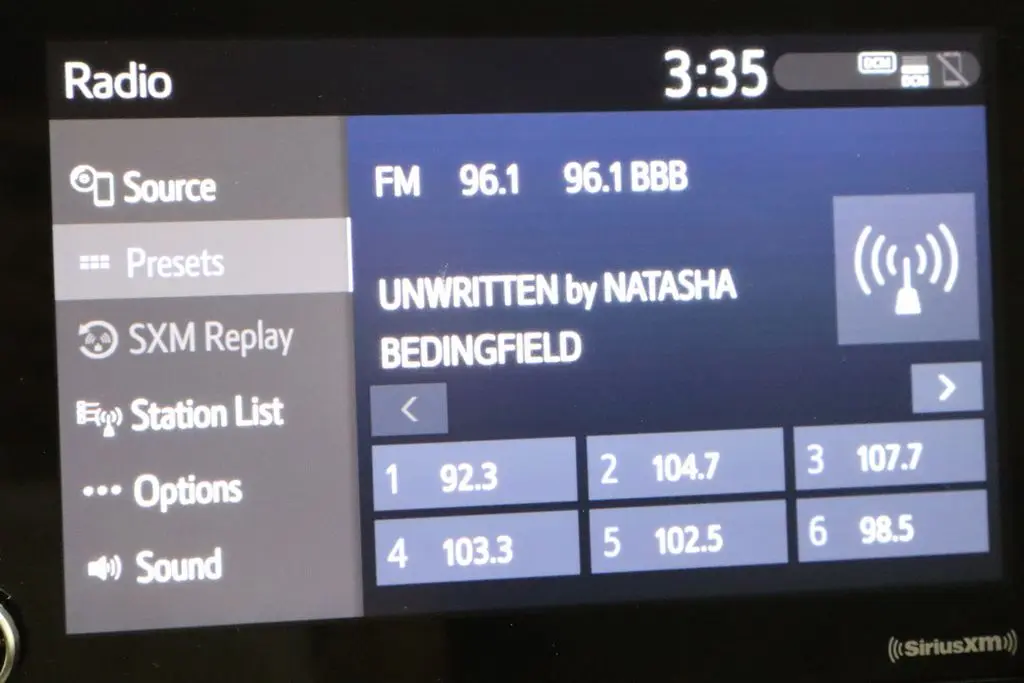 Radio
3:35
DCM
DCM
Source
Presets
SXM Replay
Station List
Options
Sound
FM 96.1 96.1 BBB
UNWRITTEN by NATASHA
BEDINGFIELD
1 92.3
2 104.7
3 107.7
4 103.3
5 102.5
6 98.5
SiriusXM